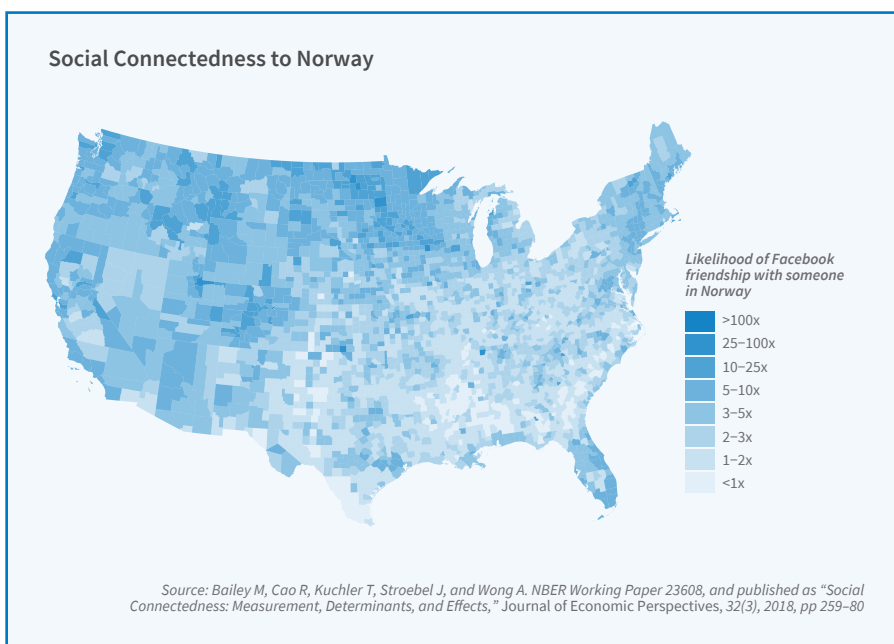 Social Connectedness to Norway
Likelihood of Facebook
friendship with someone
in Norway
>100x
25–100x
10–25x
5–10x
3–5x
2–3x
1–2x
<1x
Source: Bailey M, Cao R, Kuchler T, Stroebel J, and Wong A. NBER Working Paper 23608, and published as “Social
Connectedness: Measurement, Determinants, and Effects,” Journal of Economic Perspectives, 32(3), 2018, pp 259–80